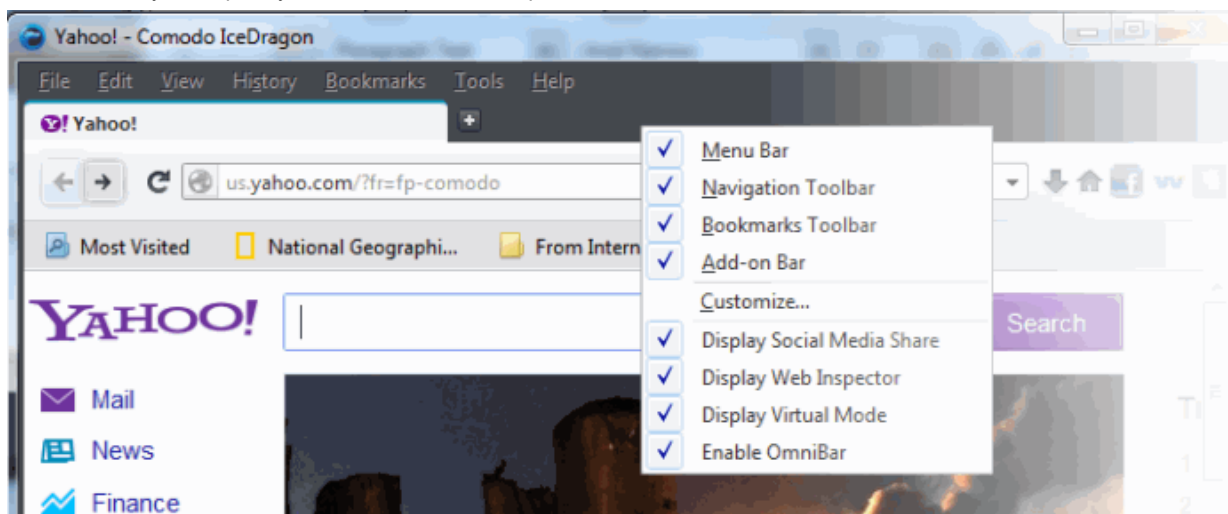 Yahoo! - Comodo IceDragon
File Edit View History Bookmarks Tools Help
Yahoo!
us.yahoo.com/?fr=fp-comodo
Most Visited National Geographi... From Intern
Menu Bar
Navigation Toolbar
Bookmarks Toolbar
Add-on Bar
Customize...
Display Social Media Share
Display Web Inspector
Display Virtual Mode
Enable OmniBar
YAHOO! Search
Mail
News
Finance
1
2